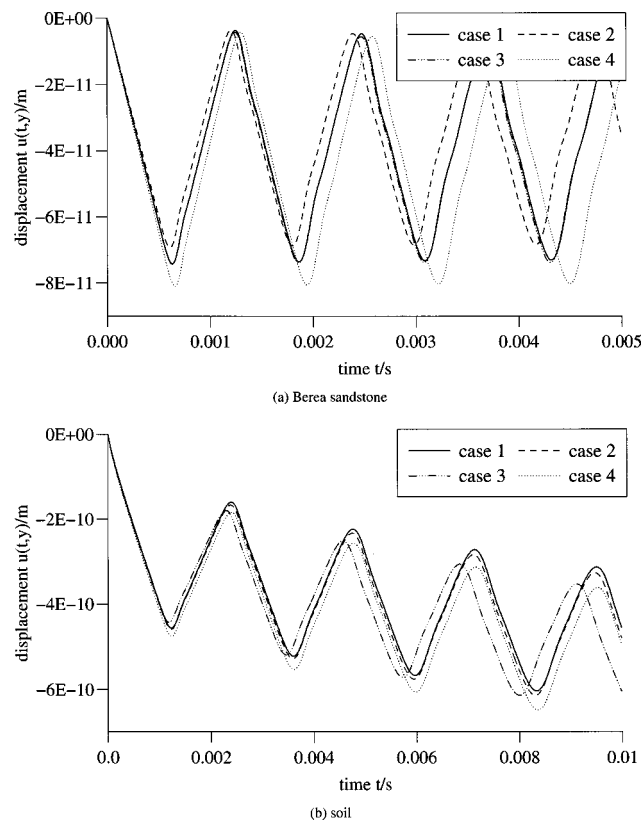 0E+00
case 1 case 2
case 3 case 4
−2E-11
−4E-11
−6E-11
−8E-11
displacement u(t,y)/m
0.000 0.001 0.002 0.003 0.004 0.005
time t/s
(a) Berea sandstone
0E+00
case 1 case 2
case 3 case 4
−2E-10
−4E-10
−6E-10
displacement u(t,y)/m
0.0 0.002 0.004 0.006 0.008 0.01
time t/s
(b) soil